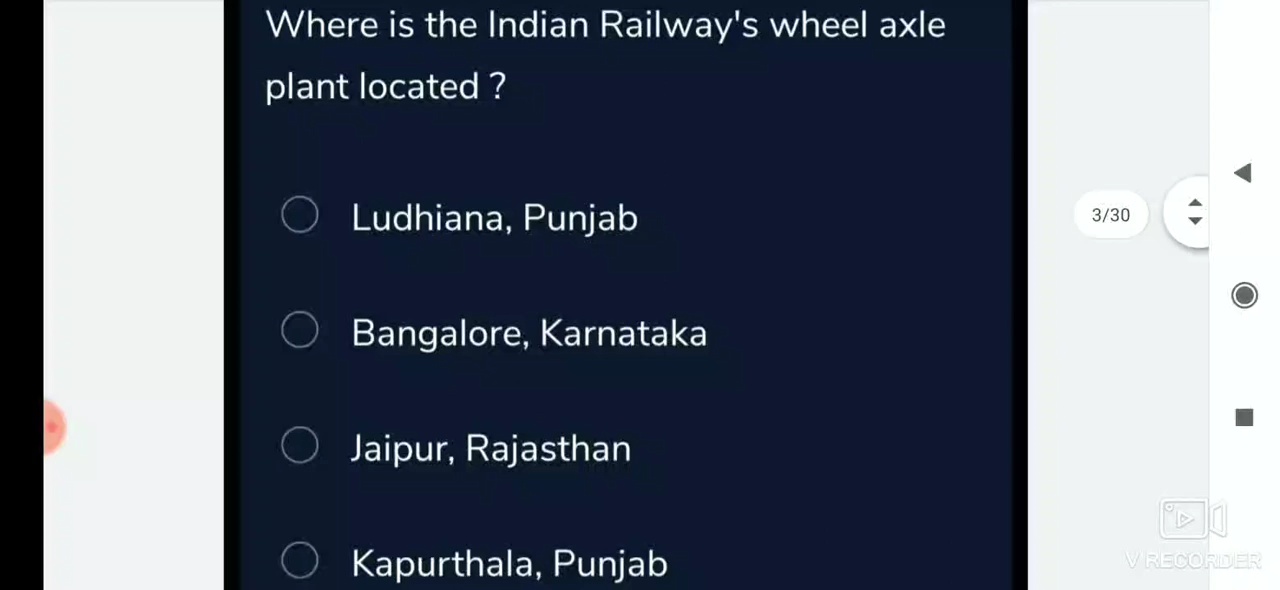 Where is the Indian Railway's wheel axle
plant located ?
Ludhiana, Punjab
3/30
Bangalore, Karnataka
Jaipur, Rajasthan
Kapurthala, Punjab
V RECORDER